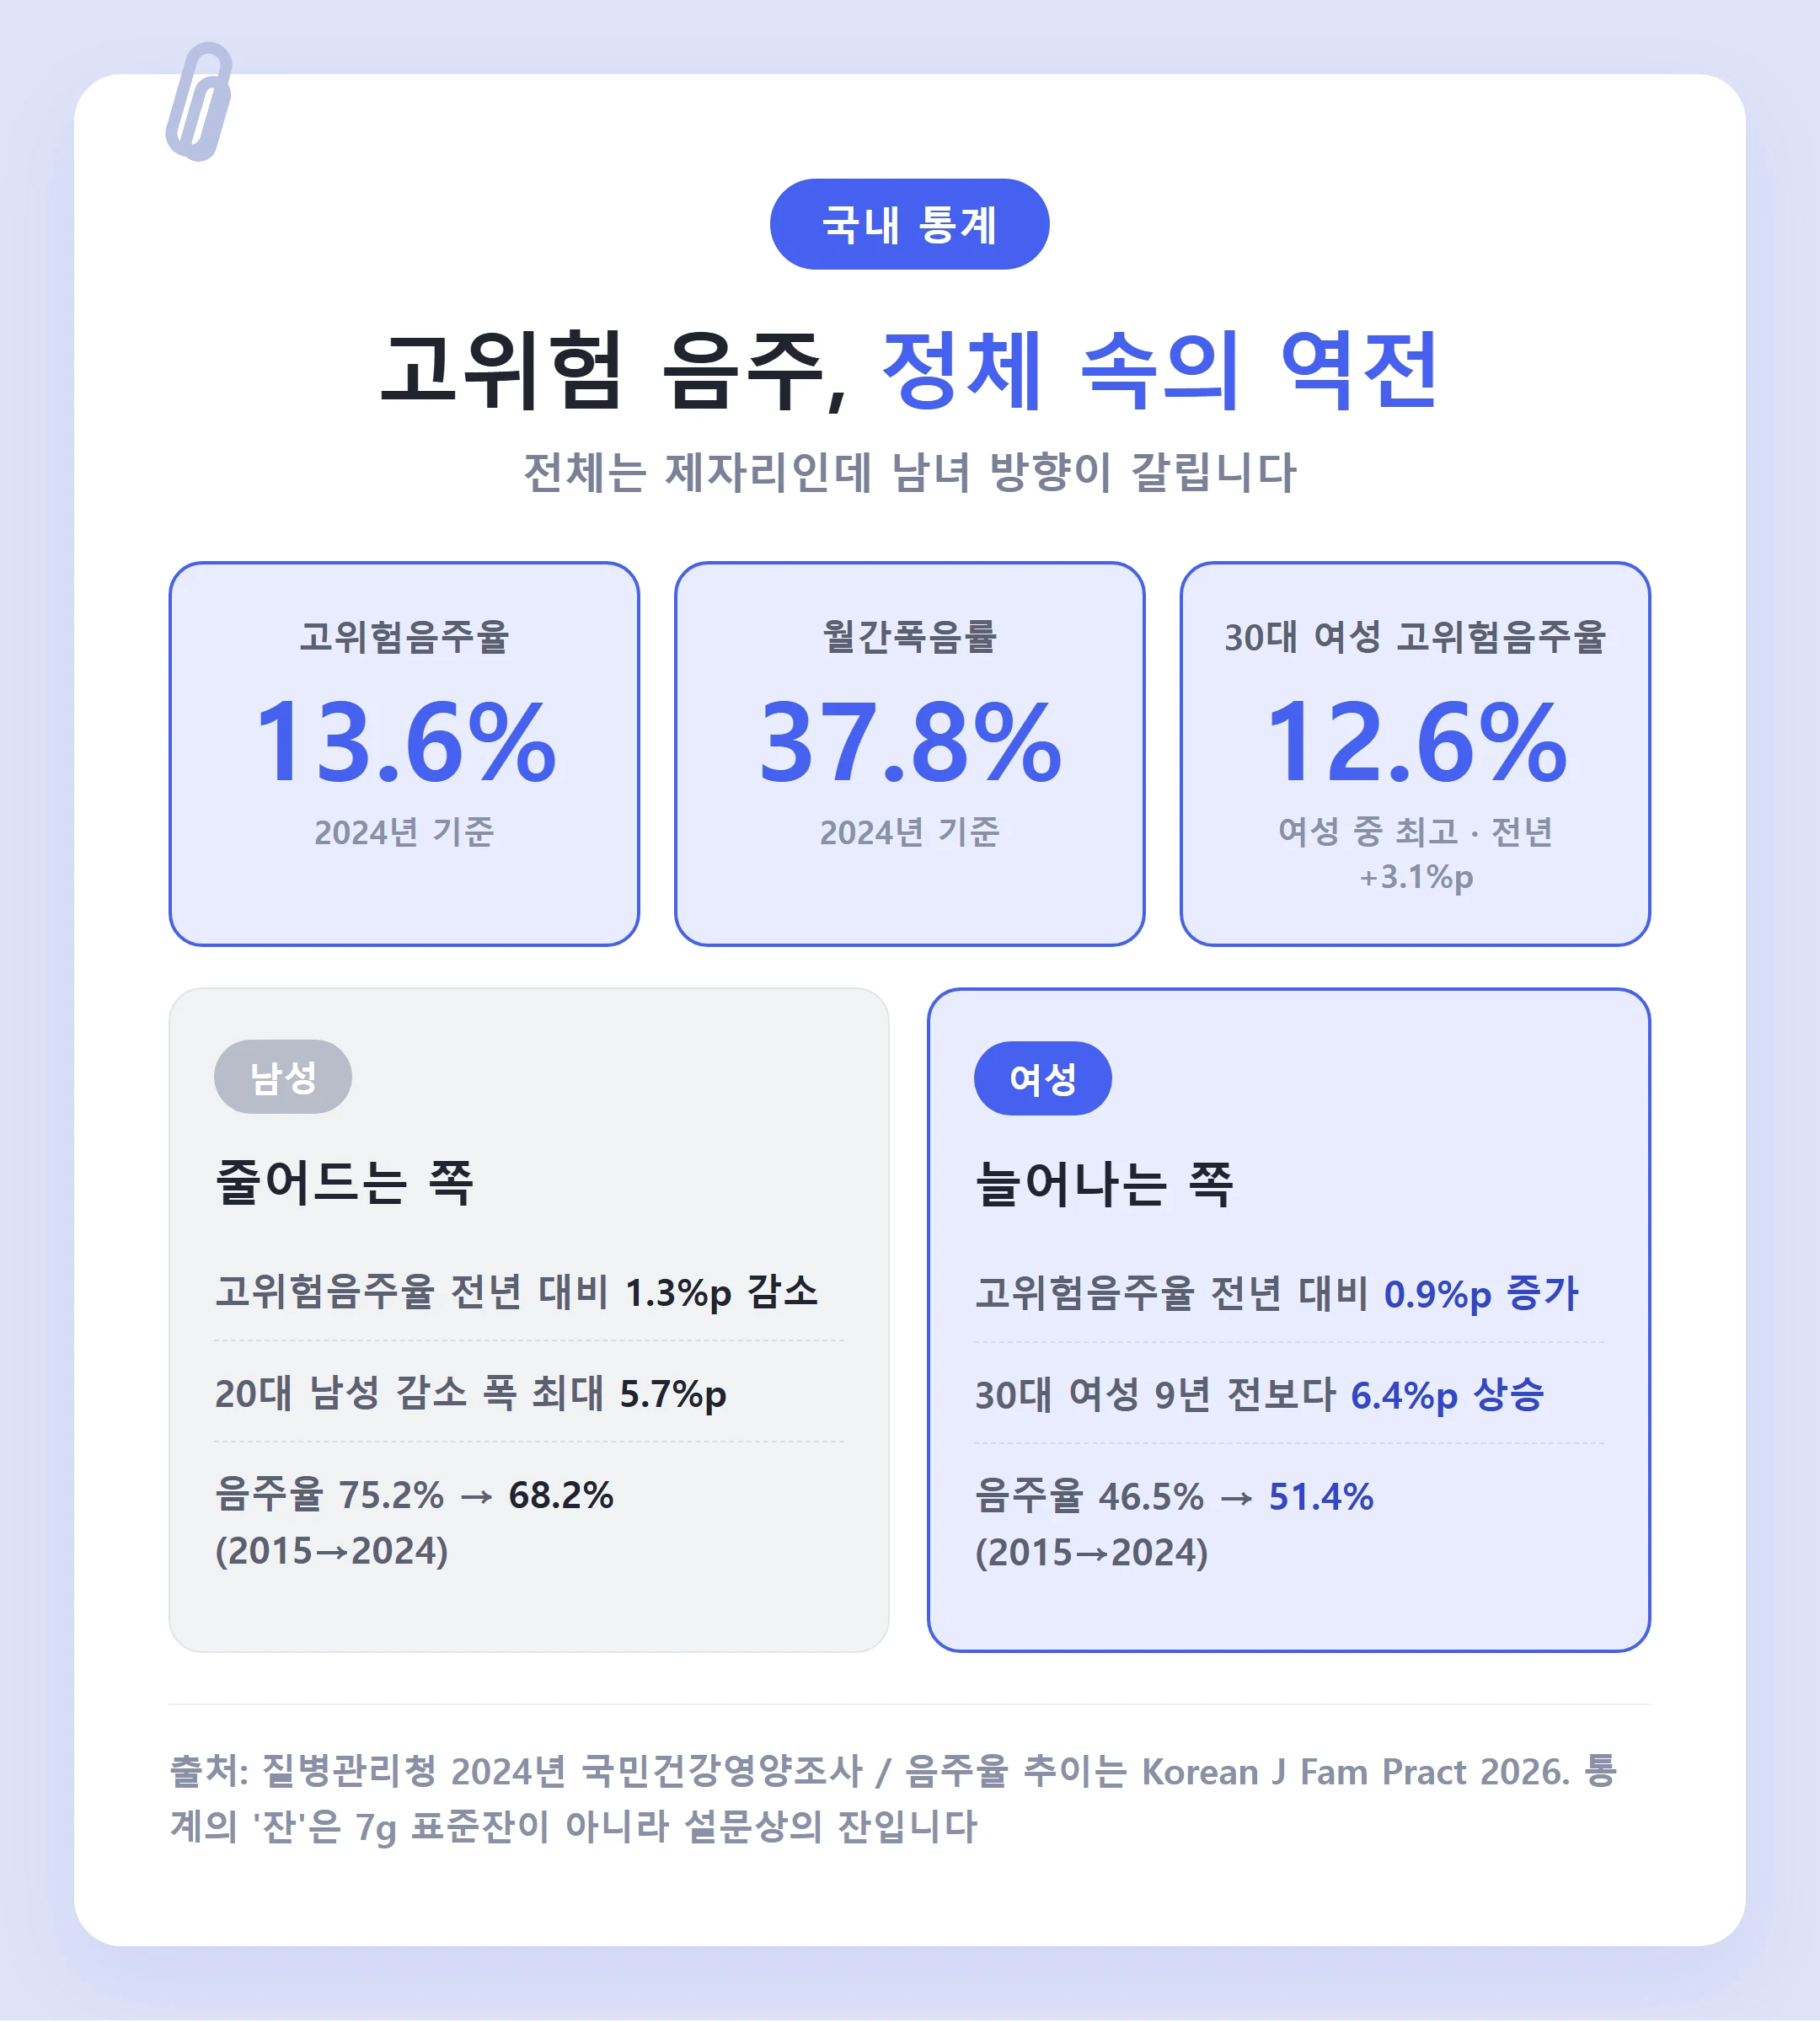 국내 통계
고위험 음주, 정체 속의 역전
전체는 제자리인데 남녀 방향이 갈립니다
고위험음주율
13.6%
2024년 기준
월간폭음률
37.8%
2024년 기준
30대 여성 고위험음주율
12.6%
여성 중 최고 · 전년
+3.1%p
남성
줄어드는 쪽
고위험음주율 전년 대비 1.3%p 감소
20대 남성 감소 폭 최대 5.7%p
음주율 75.2% → 68.2%
(2015→2024)
여성
늘어나는 쪽
고위험음주율 전년 대비 0.9%p 증가
30대 여성 9년 전보다 6.4%p 상승
음주율 46.5% → 51.4%
(2015→2024)
출처: 질병관리청 2024년 국민건강영양조사 / 음주율 추이는 Korean J Fam Pract 2026. 통
계의 '잔'은 7g 표준잔이 아니라 설문상의 잔입니다